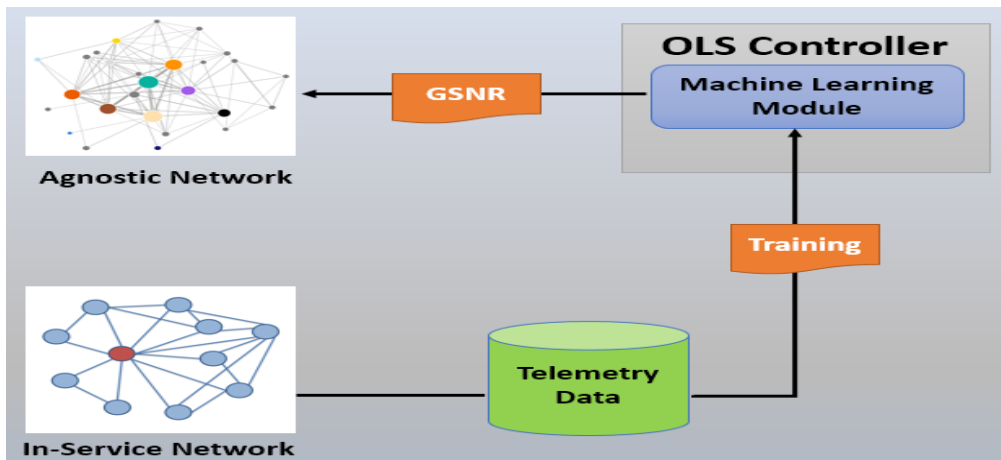 OLS Controller
Machine Learning
Module
GSNR
Agnostic Network
Training
Telemetry
Data
In-Service Network